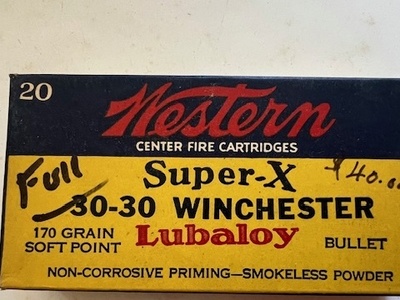 20
Western
CENTER FIRE CARTRIDGES
Full
Super-X
$40.00
30-30 WINCHESTER
170 GRAIN
SOFT POINT
Lubaloy
BULLET
NON-CORROSIVE PRIMING—SMOKELESS POWDER